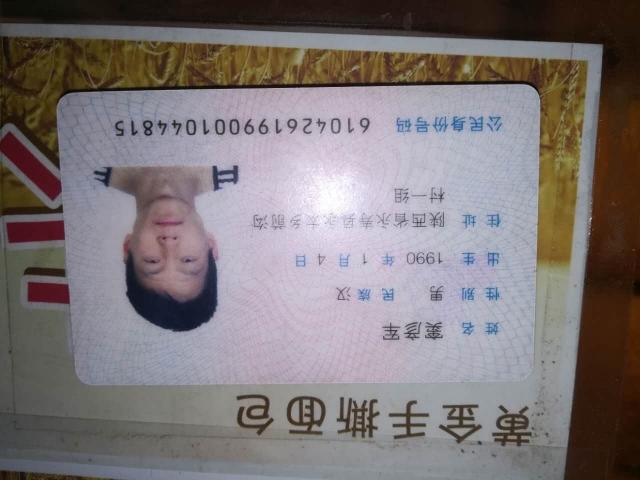 黄金手撕面包
姓名 窦彦军
性别 男 民族 汉
出生 1990 年 1 月 4 日
住址 陕西省永寿县永太乡前沟
村一组
公民身份号码 610426199001044815